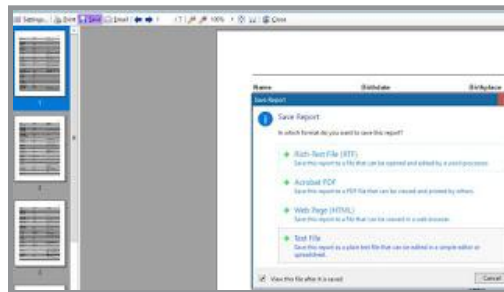 Settings... Print Save Email 100% Close
1
2
3
Name Birthdate Birthplace
Save Report
Save Report
In which format do you want to save this report?
Rich-Text File (RTF)
Save this report to a file that can be opened and edited by a word processor.
Acrobat PDF
Save this report to a PDF file that can be viewed and printed by others.
Web Page (HTML)
Save this report to a file that can be viewed in a web browser.
Text File
Save this report to a plain text file that can be edited in a simple editor or
spreadsheet.
View this file after it is saved Cancel